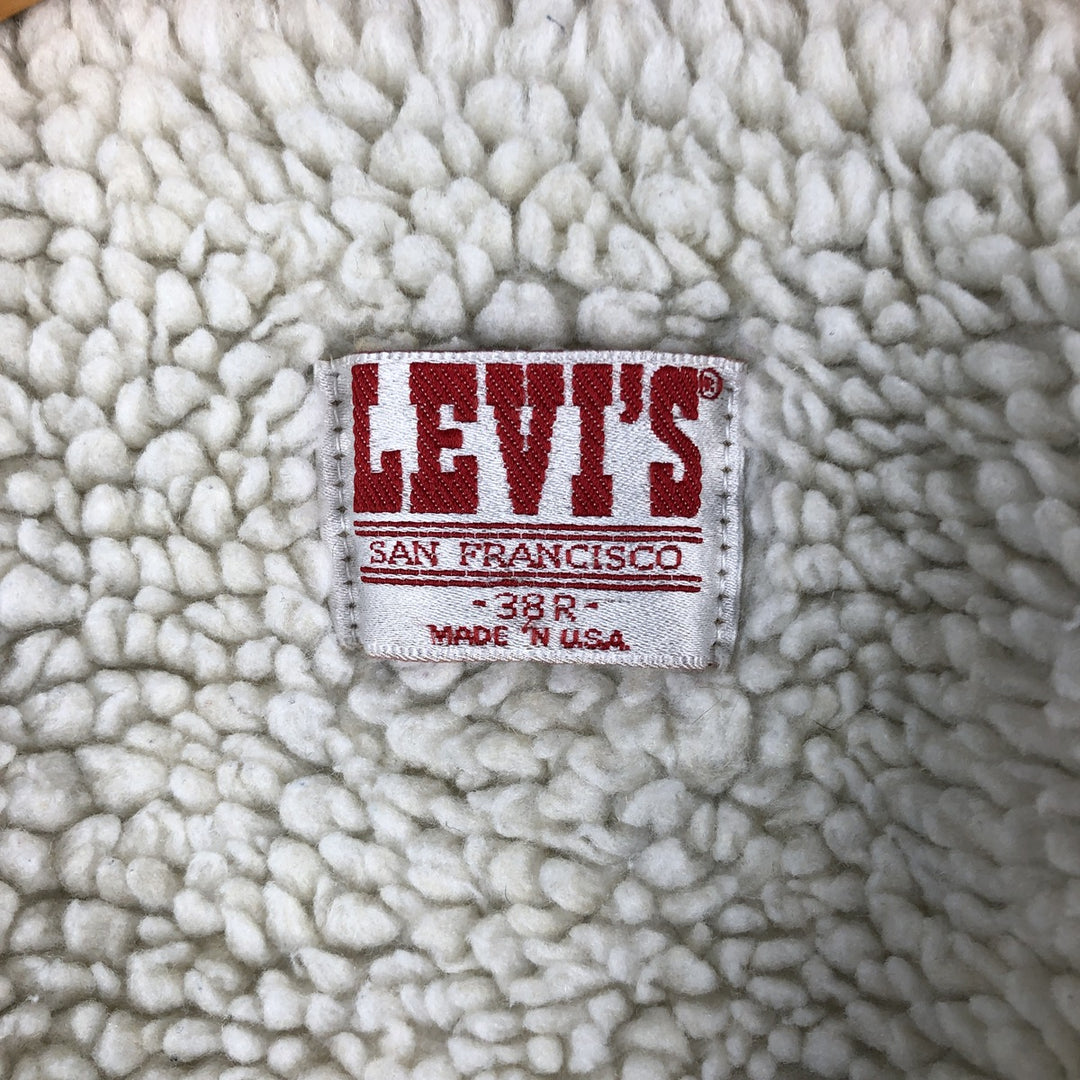 LEVI'S®
SAN FRANCISCO
-38R-
MADE 'N U.S.A.